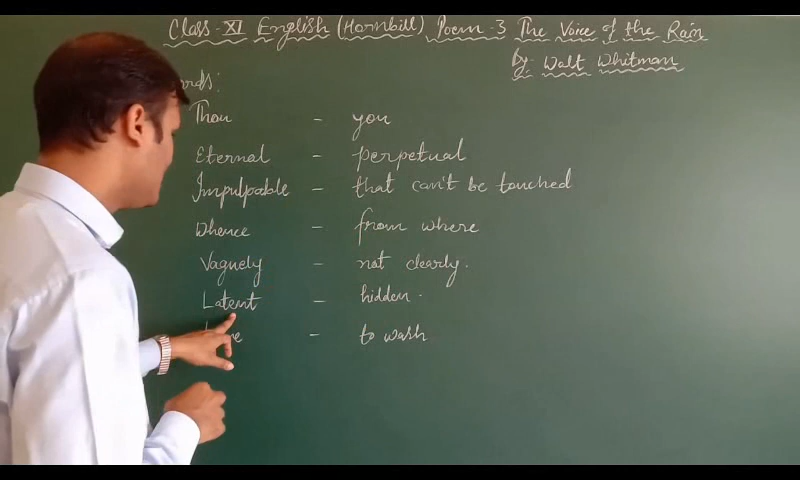 Class - XI English (Hornbill) Poem - 3 The Voice of the Rain
by - Walt Whitman
Thou - you
Eternal - perpetual
Impulpable - that can't be touched
Whence - from where
Vaguely - not clearly.
Latent - hidden.
- to wash